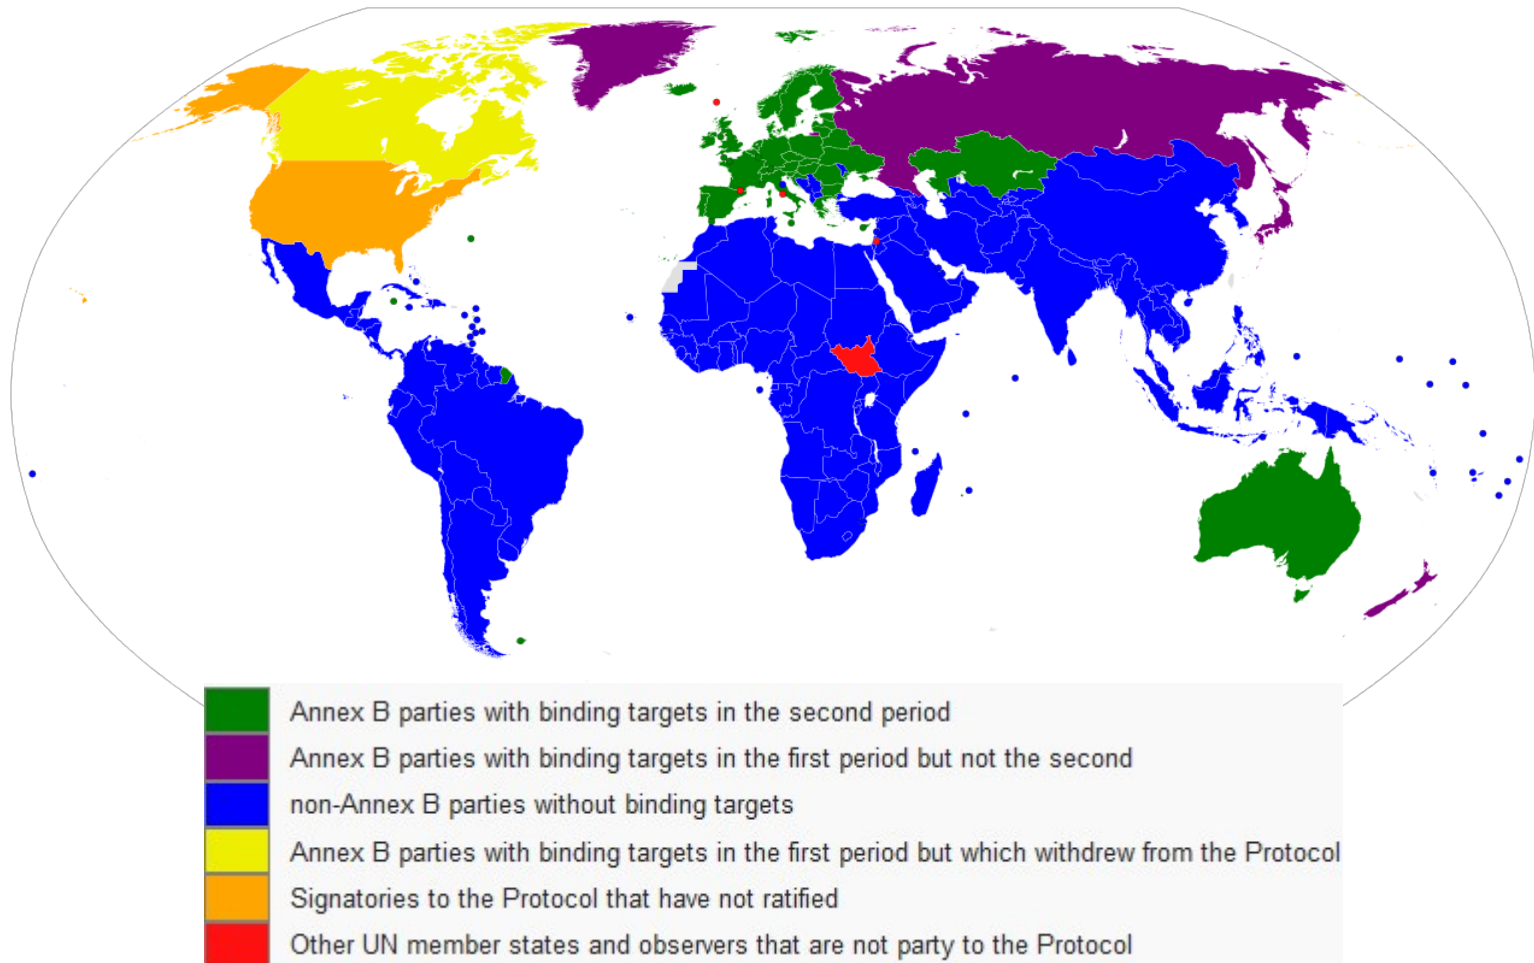 Annex B parties with binding targets in the second period
Annex B parties with binding targets in the first period but not the second
non-Annex B parties without binding targets
Annex B parties with binding targets in the first period but which withdrew from the Protocol
Signatories to the Protocol that have not ratified
Other UN member states and observers that are not party to the Protocol